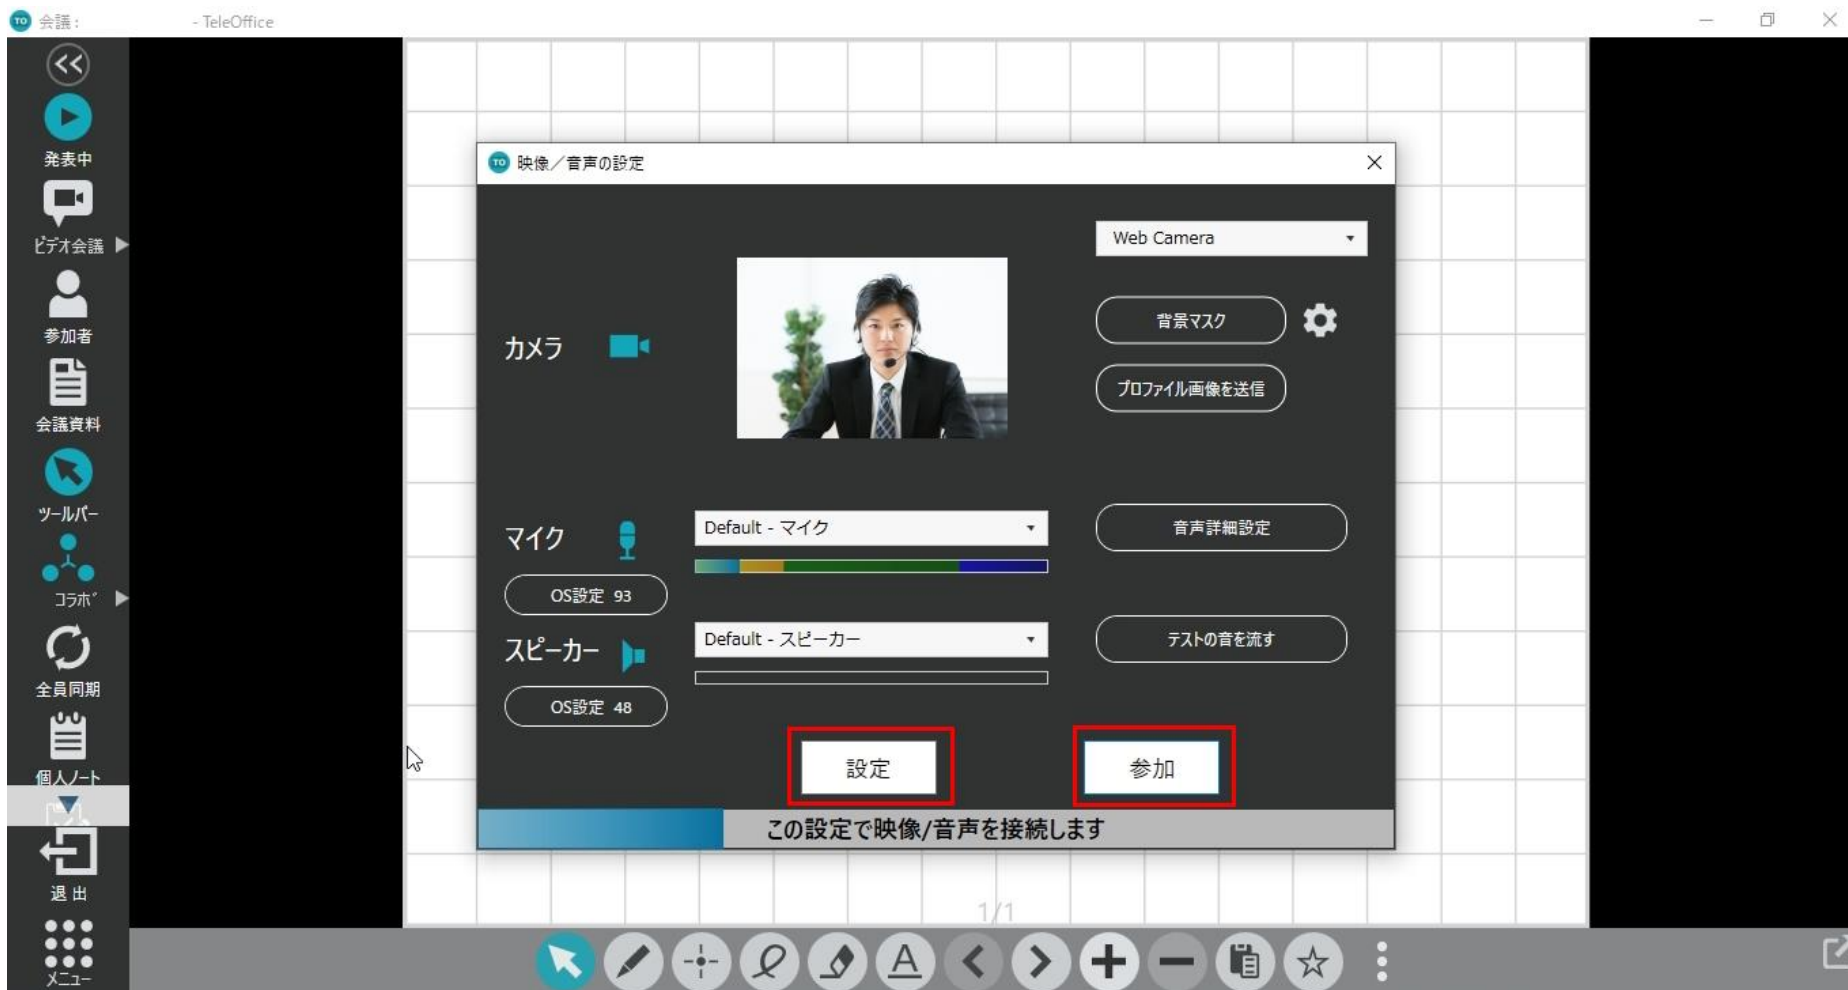 TO 会議： - TeleOffice
発表中
ビデオ会議
参加者
会議資料
ツールバー
コラボ
全員同期
個人ノート
退出
メニュー
TO 映像／音声の設定
Web Camera
カメラ
背景マスク
プロファイル画像を送信
マイク
Default - マイク
音声詳細設定
OS設定 93
スピーカー
Default - スピーカー
テストの音を流す
OS設定 48
設定
参加
この設定で映像/音声を接続します
1/1
A